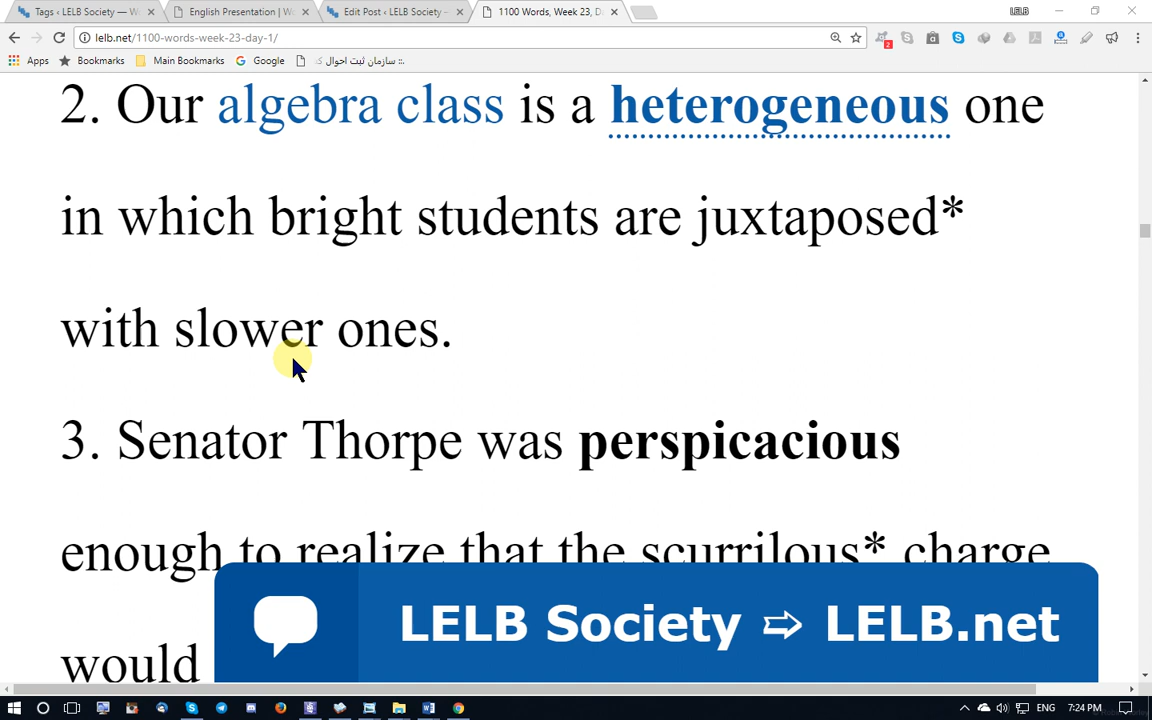 Tags ‹ LELB Society — W
English Presentation | W
Edit Post ‹ LELB Society —
1100 Words, Week 23, D
LELB
lelb.net/1100-words-week-23-day-1/
2
Apps
Bookmarks
Main Bookmarks
Google
سازمان ثبت احوال ک ::.
2. Our algebra class is a heterogeneous one
in which bright students are juxtaposed*
with slower ones.
3. Senator Thorpe was perspicacious
enough to realize that the scurrilous* charge
would
LELB Society ➯ LELB.net
ENG
7:24 PM